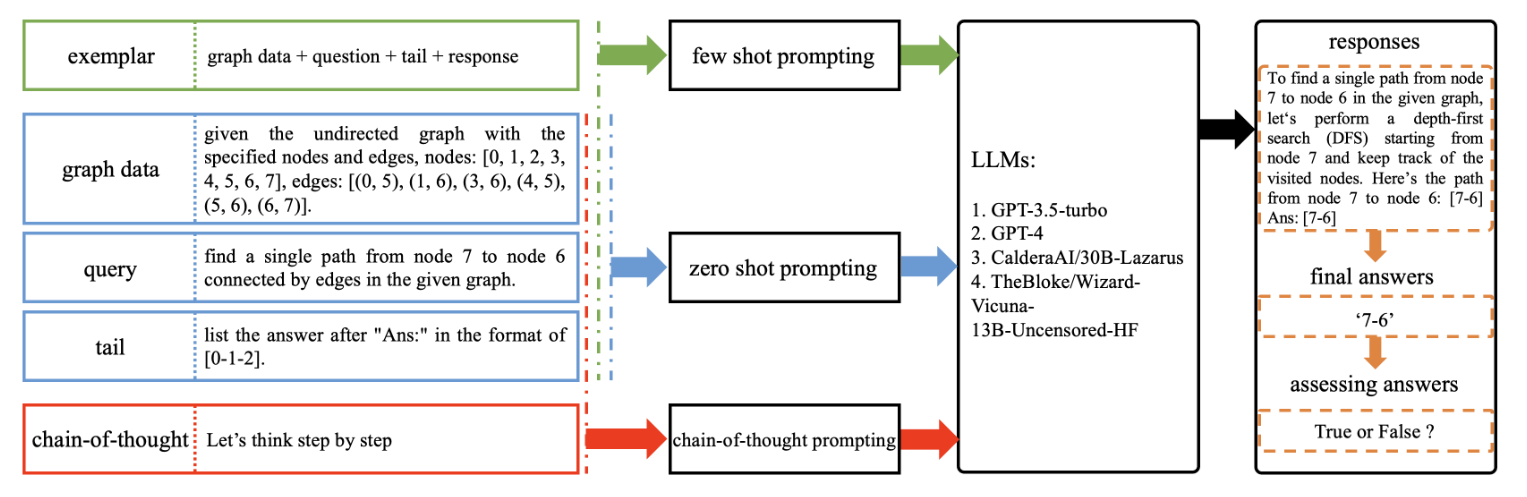 exemplar
graph data + question + tail + response
graph data
given the undirected graph with the
specified nodes and edges, nodes: [0, 1, 2, 3,
4, 5, 6, 7], edges: [(0, 5), (1, 6), (3, 6), (4, 5),
(5, 6), (6, 7)].
query
find a single path from node 7 to node 6
connected by edges in the given graph.
tail
list the answer after "Ans:" in the format of
[0-1-2].
chain-of-thought
Let’s think step by step
few shot prompting
zero shot prompting
chain-of-thought prompting
LLMs:
1. GPT-3.5-turbo
2. GPT-4
3. CalderaAI/30B-Lazarus
4. TheBloke/Wizard-
Vicuna-
13B-Uncensored-HF
responses
To find a single path from node
7 to node 6 in the given graph,
let‘s perform a depth-first
search (DFS) starting from
node 7 and keep track of the
visited nodes. Here’s the path
from node 7 to node 6: [7-6]
Ans: [7-6]
final answers
‘7-6’
assessing answers
True or False ?